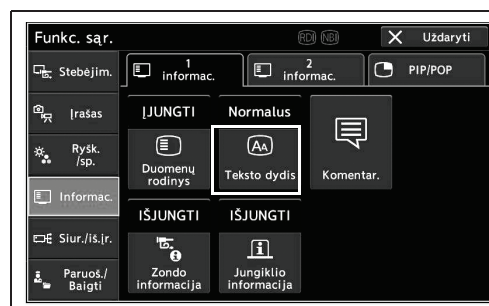 Funkc. sąr.
RDI NBI
Uždaryti
Stebėjim.
1
informac.
2
informac.
PIP/POP
Įrašas
ĮJUNGTI
Normalus
Ryšk.
/sp.
Duomenų
rodinys
AA
Teksto dydis
Komentar.
Informac.
IŠJUNGTI
IŠJUNGTI
Siur./iš.įr.
Paruoš./
Baigti
Zondo
informacija
Jungiklio
informacija